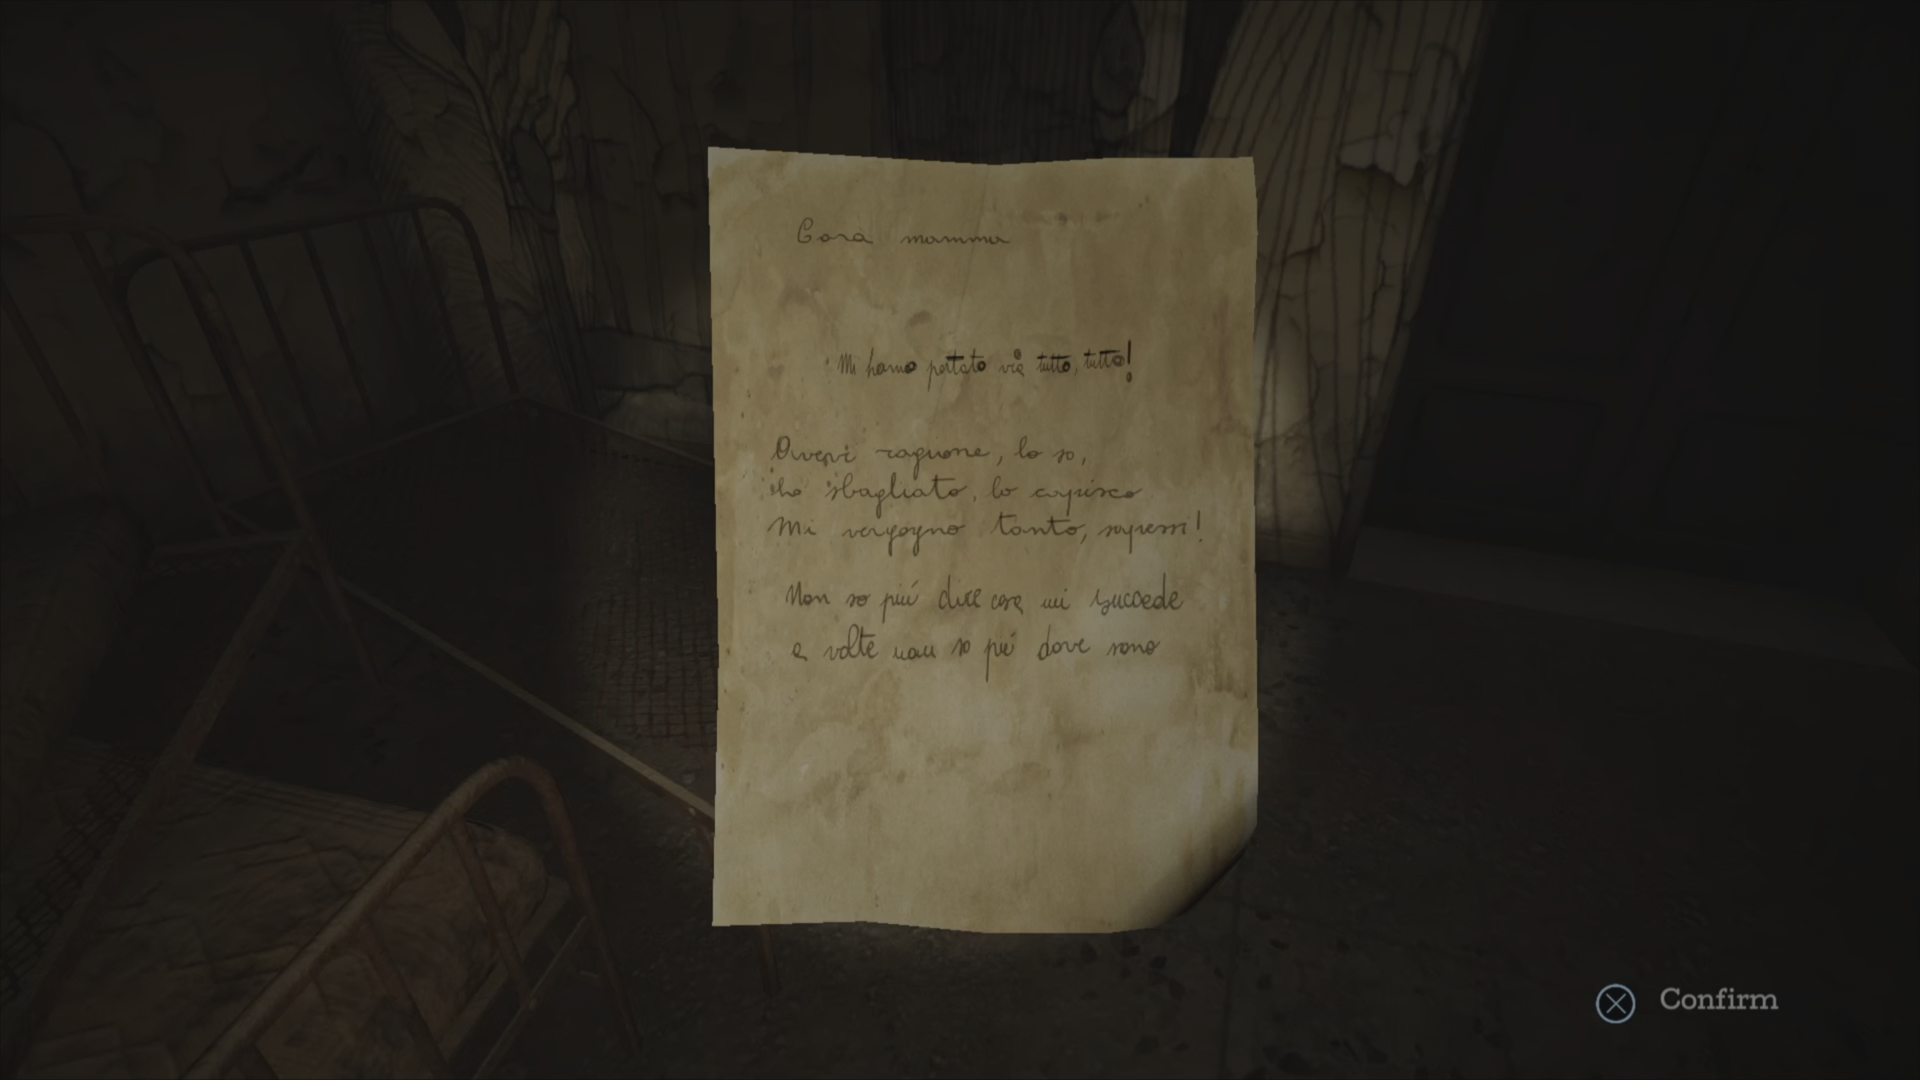 Cara mamma
Mi hanno portato via tutto, tutto!
Avevi ragione, lo so,
ho sbagliato, lo capisco
Mi vergogno tanto, sapessi!
Non so più dire cosa mi succede
a volte non so più dove sono
Confirm